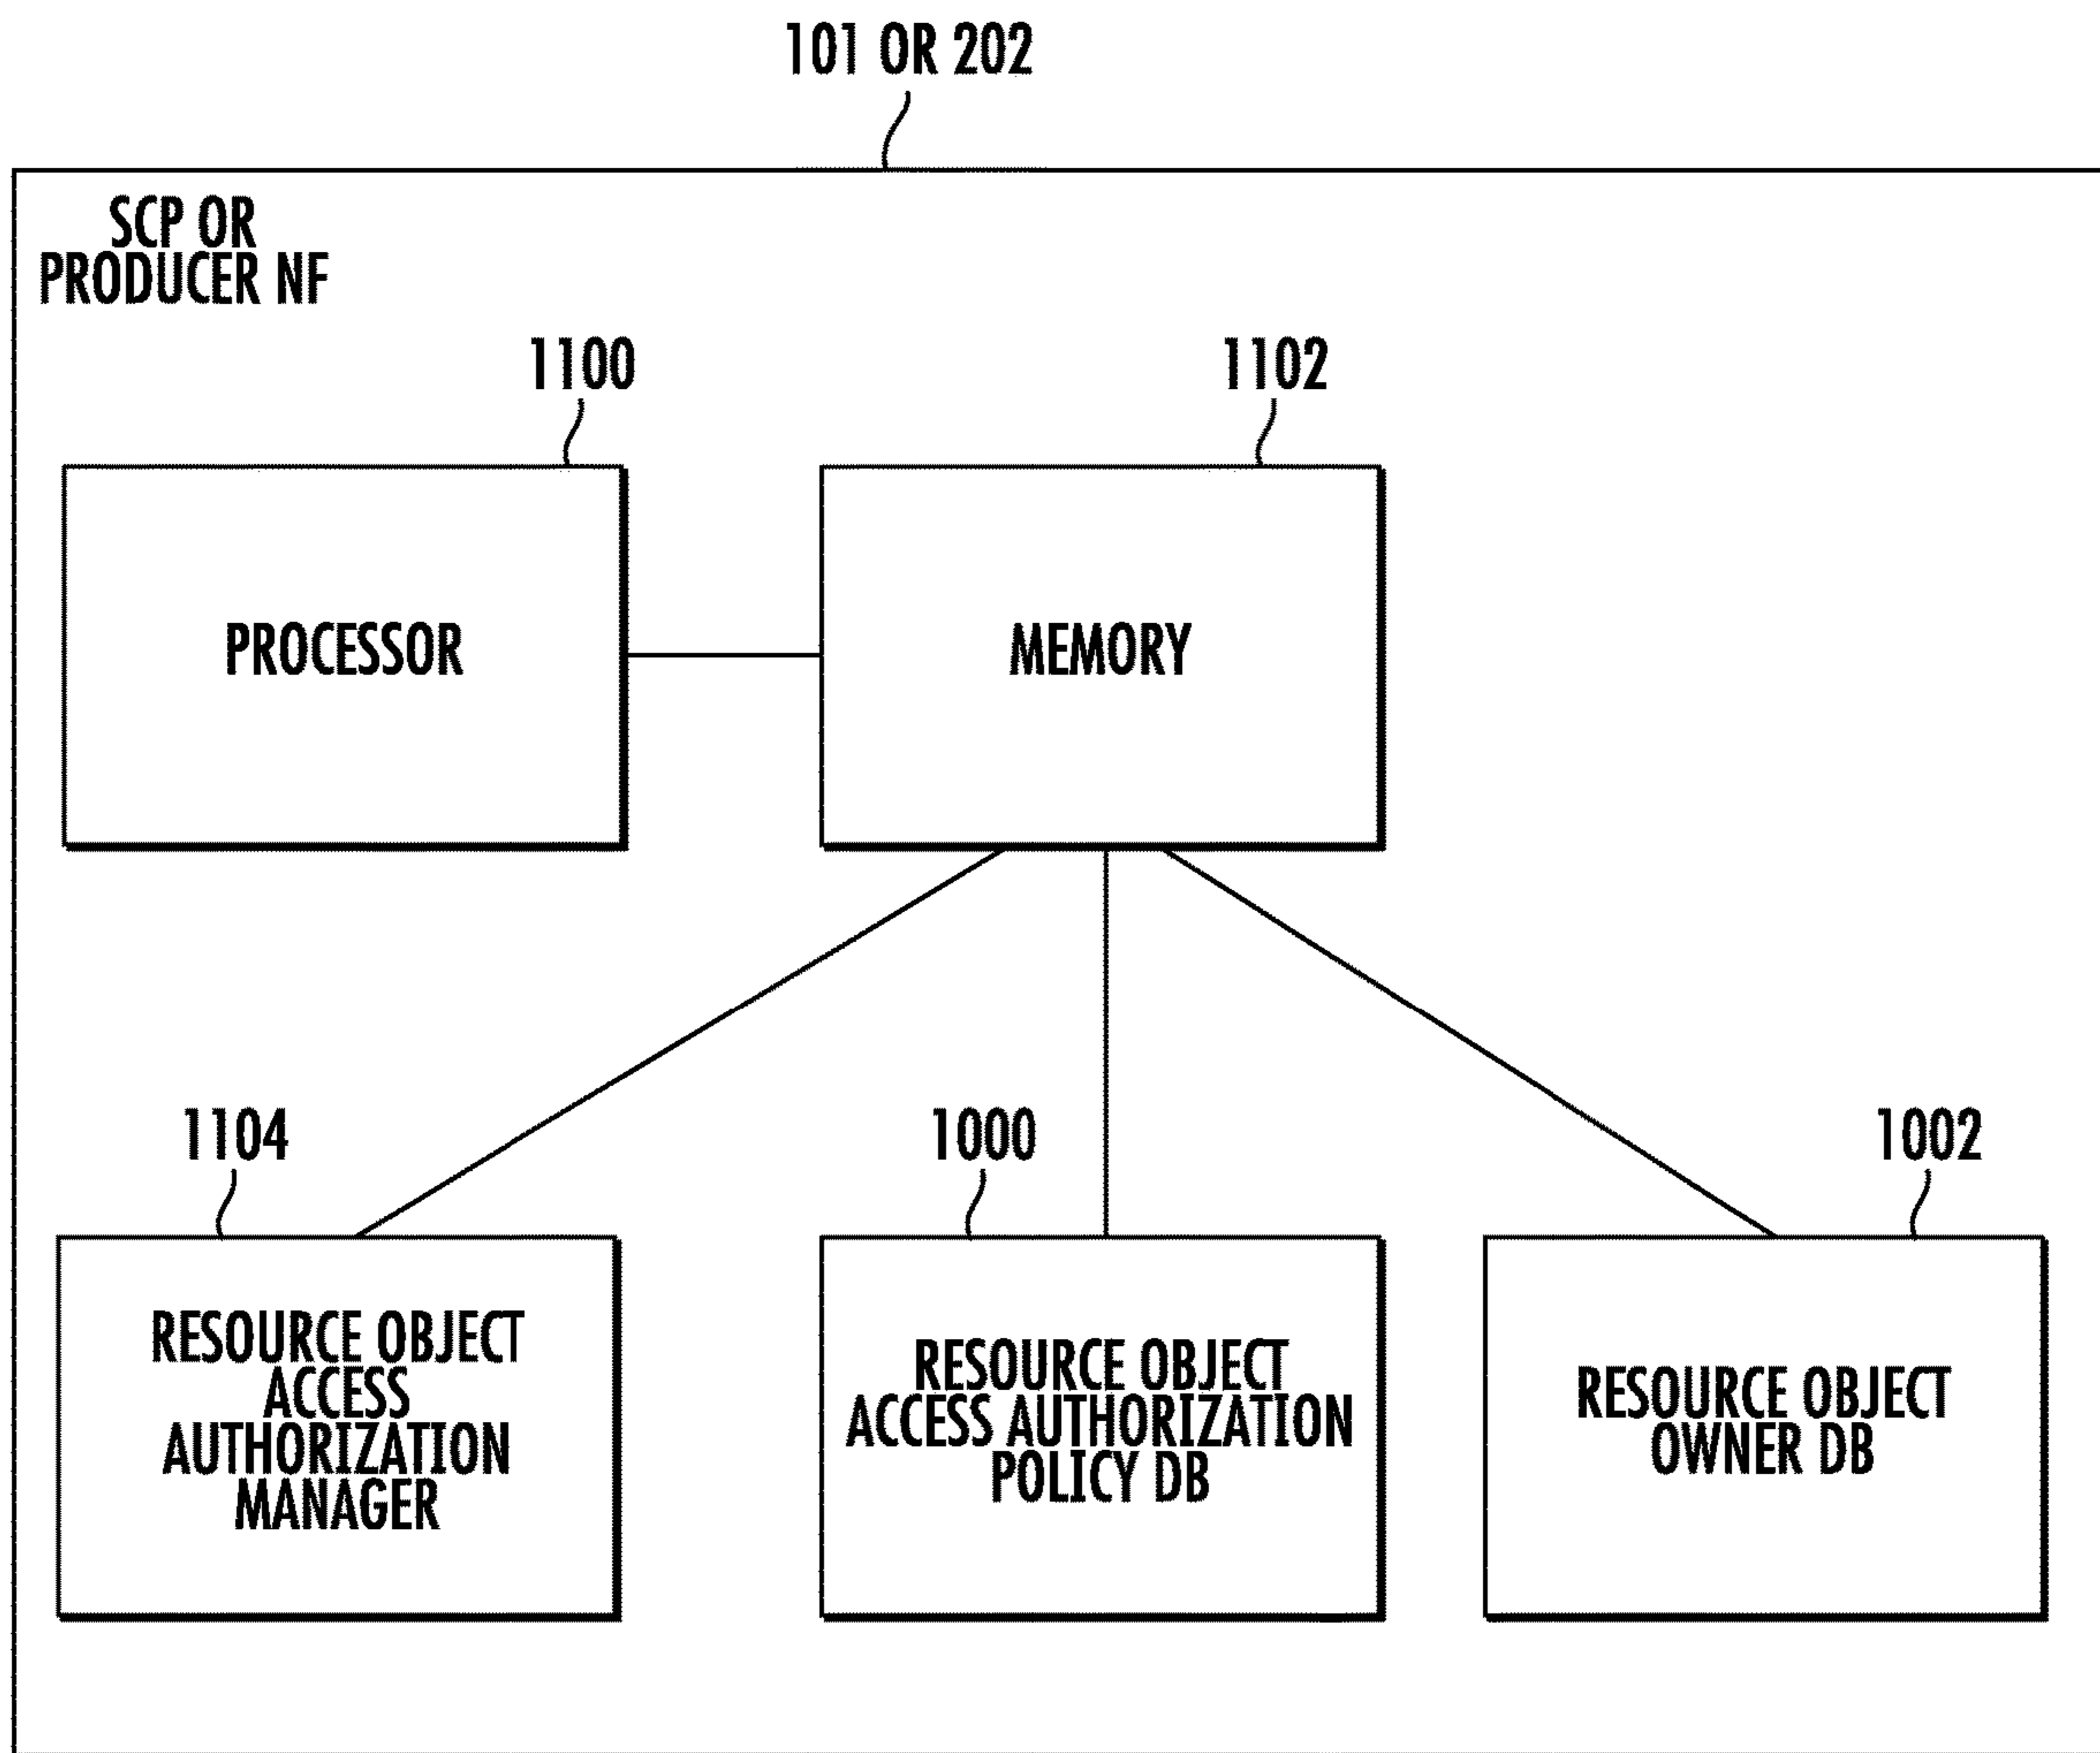 101 OR 202
SCP OR
PRODUCER NF
1100
1102
PROCESSOR
MEMORY
1104
1000
1002
RESOURCE OBJECT
ACCESS
AUTHORIZATION
MANAGER
RESOURCE OBJECT
ACCESS AUTHORIZATION
POLICY DB
RESOURCE OBJECT
OWNER DB